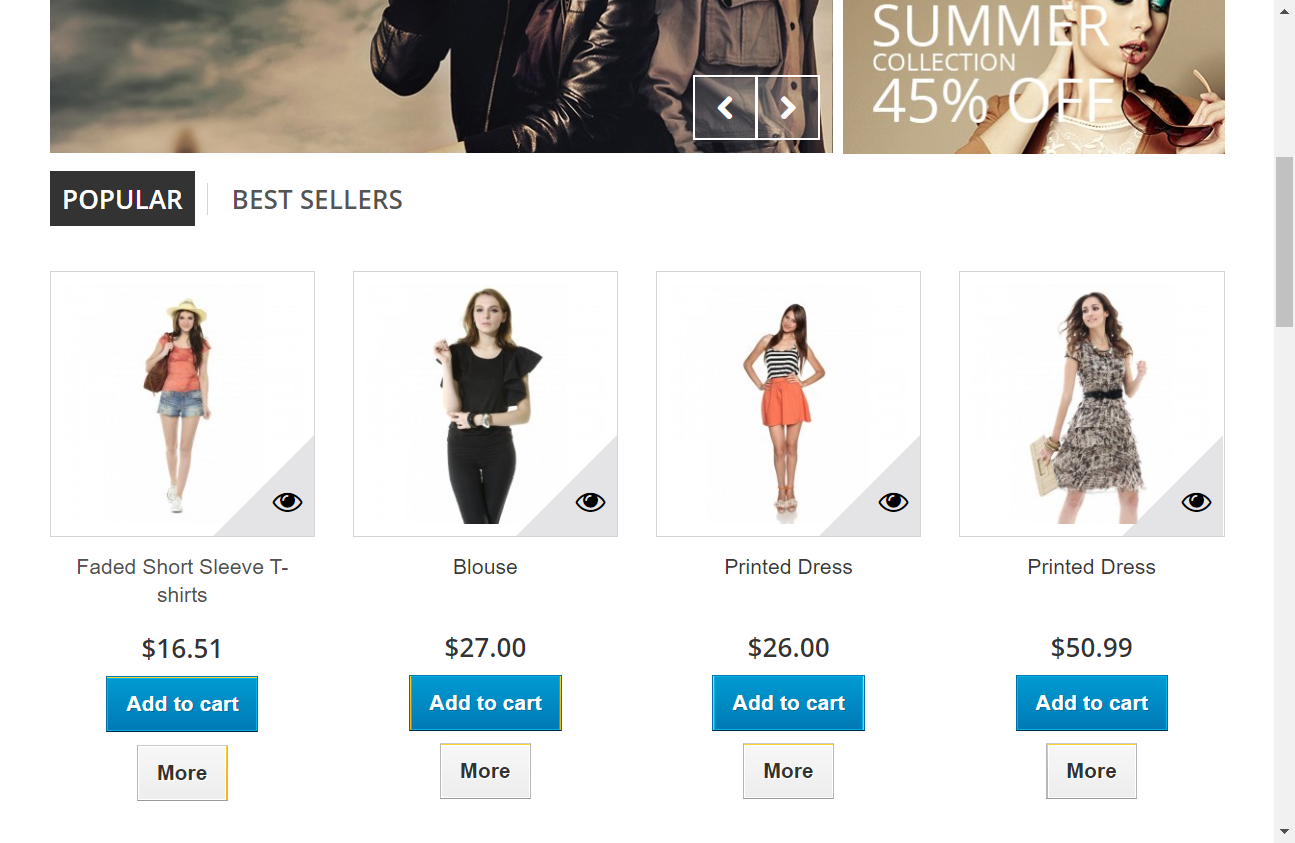 SUMMER
COLLECTION
45% OFF
POPULAR
BEST SELLERS
Faded Short Sleeve T-
shirts
$16.51
Add to cart
More
Blouse
$27.00
Add to cart
More
Printed Dress
$26.00
Add to cart
More
Printed Dress
$50.99
Add to cart
More